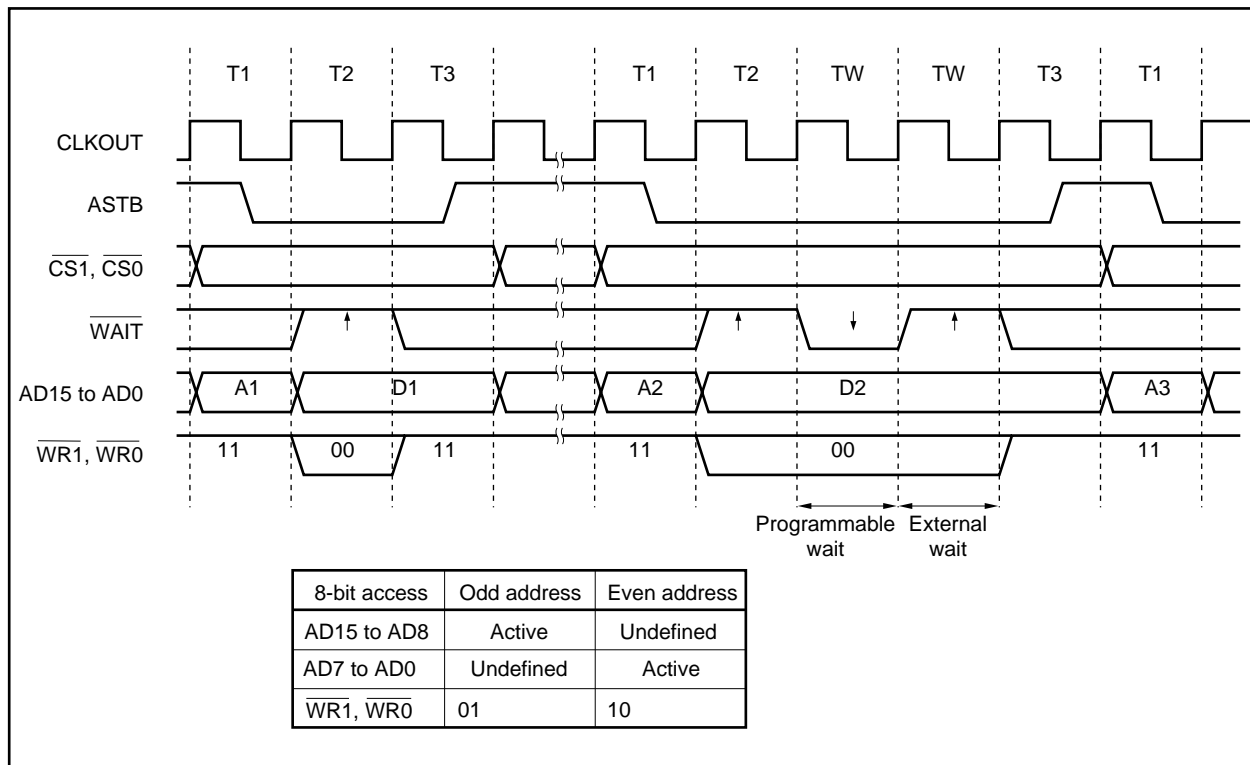 T1 T2 T3 T1 T2 TW TW T3 T1
CLKOUT
ASTB
CS1, CS0
WAIT
AD15 to AD0 A1 D1 A2 D2 A3
WR1, WR0 11 00 11 11 00 11
Programmable wait
External wait
8-bit access Odd address Even address
AD15 to AD8 Active Undefined
AD7 to AD0 Undefined Active
WR1, WR0 01 10